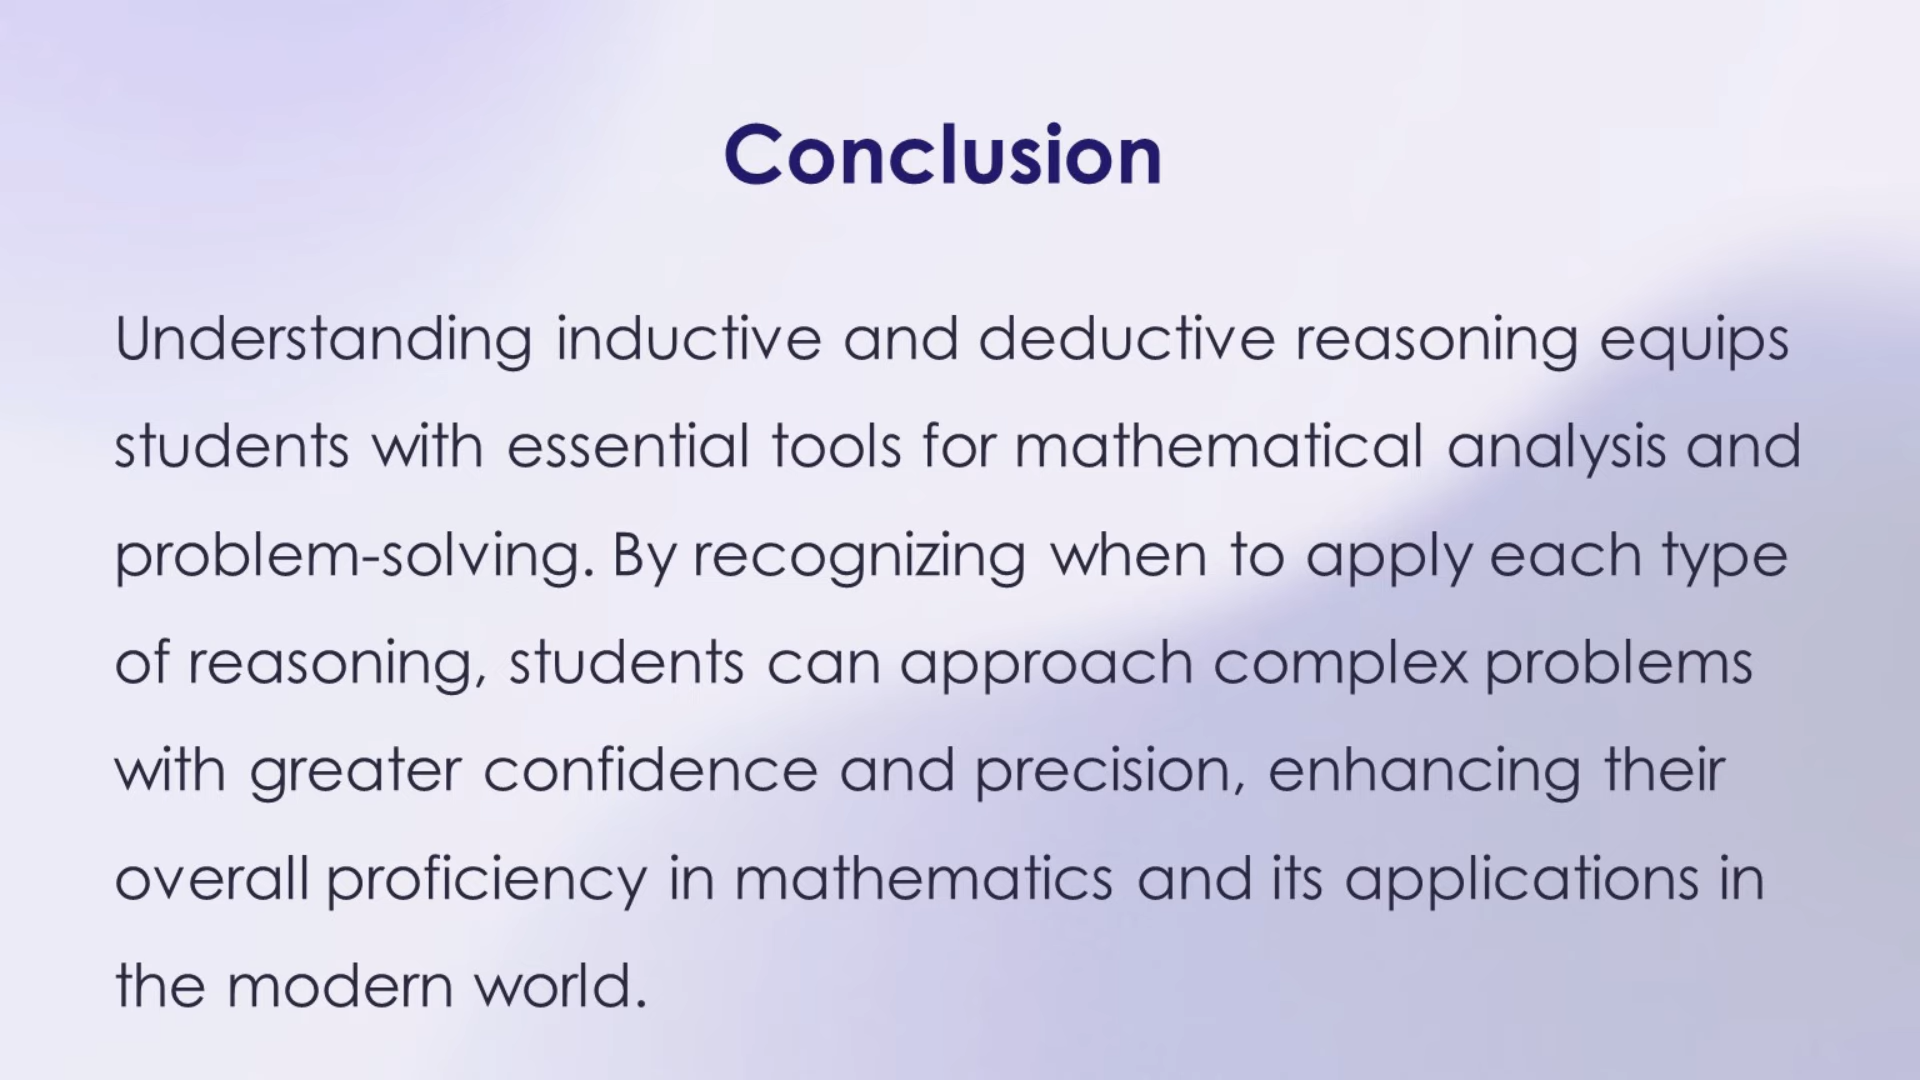 Conclusion
Understanding inductive and deductive reasoning equips
students with essential tools for mathematical analysis and
problem-solving. By recognizing when to apply each type
of reasoning, students can approach complex problems
with greater confidence and precision, enhancing their
overall proficiency in mathematics and its applications in
the modern world.